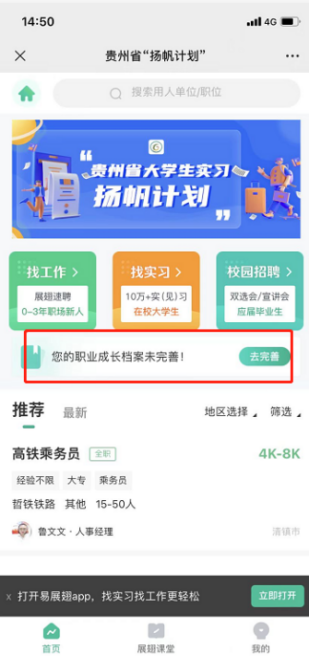 14:50
4G
贵州省“扬帆计划”
搜索用人单位/职位
贵州省大学生实习
扬帆计划
找工作 >
展翅速聘
0-3年职场新人
找实习 >
10万+实(见)习
在校大学生
校园招聘 >
双选会/宣讲会
应届毕业生
您的职业成长档案未完善!
去完善
推荐
最新
地区选择
筛选
高铁乘务员
全职
4K-8K
经验不限
大专
乘务员
哲铁铁路 其他 15-50人
鲁文文·人事经理
清镇市
x 打开易展翅app,找实习找工作更轻松
立即打开
首页
展翅课堂
我的